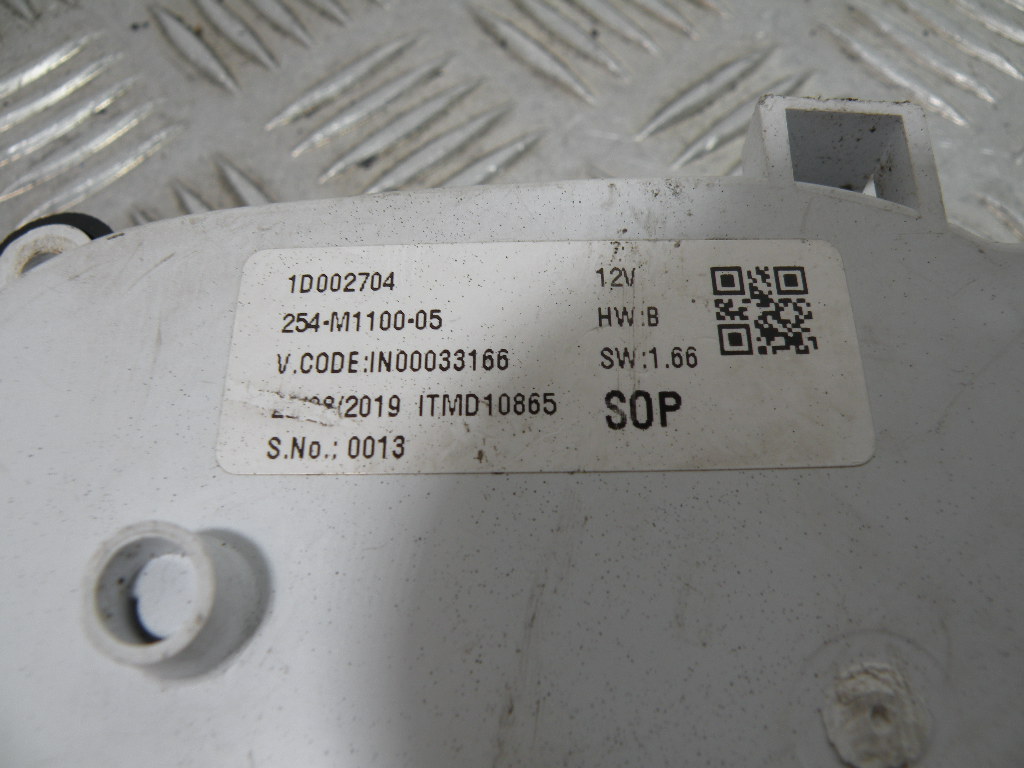 1D002704 12V
254-M1100-05 HW:B
V.CODE:IN00033166 SW:1.66
/2019 ITMD10865 SOP
S.No.: 0013